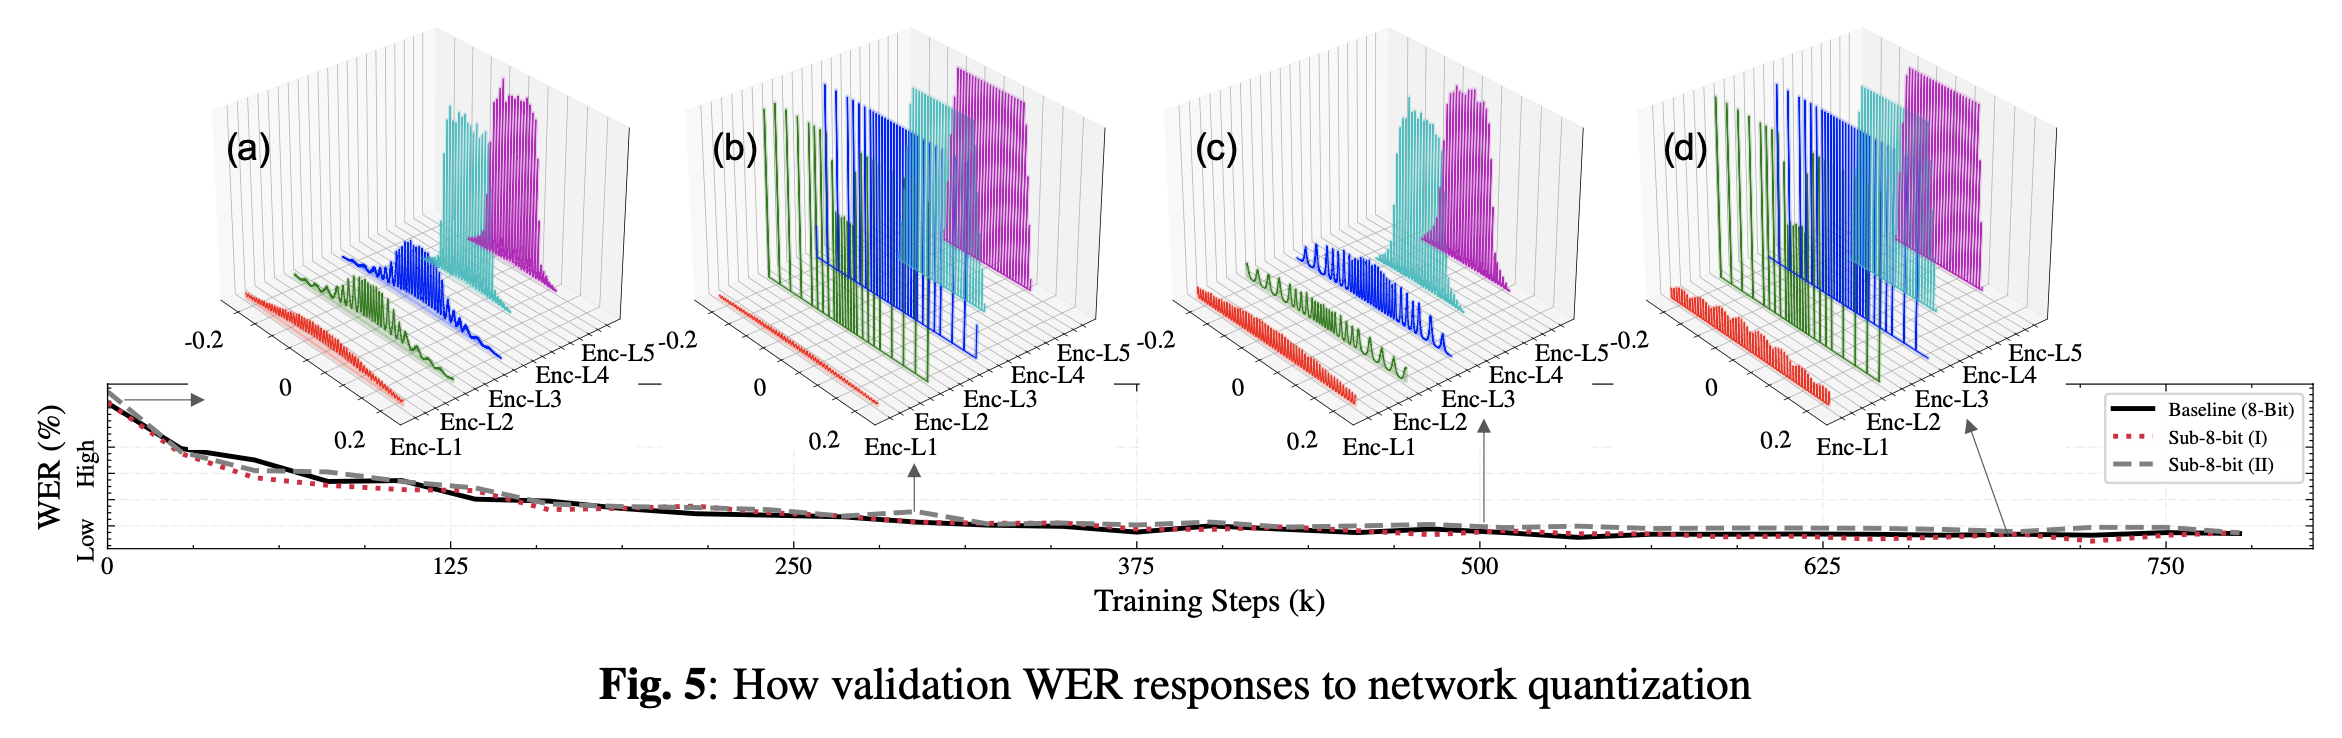 (a)
(b)
(c)
(d)
-0.2
0
0.2
Enc-L1
Enc-L2
Enc-L3
Enc-L4
Enc-L5
-0.2
0
0.2
Enc-L1
Enc-L2
Enc-L3
Enc-L4
Enc-L5
-0.2
0
0.2
Enc-L1
Enc-L2
Enc-L3
Enc-L4
Enc-L5
-0.2
0
0.2
Enc-L1
Enc-L2
Enc-L3
Enc-L4
Enc-L5
WER (%)
High
Low
Baseline (8-Bit)
Sub-8-bit (I)
Sub-8-bit (II)
0 125 250 375 500 625 750
Training Steps (k)
Fig. 5: How validation WER responses to network quantization